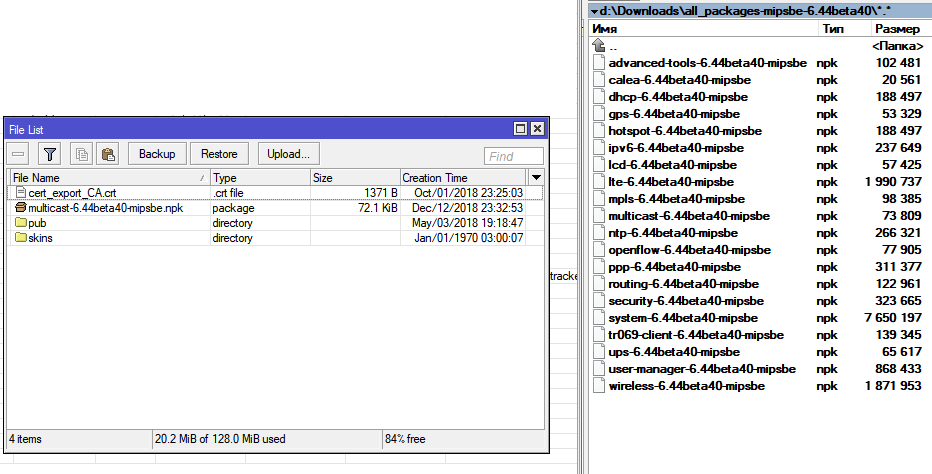 File List
Backup Restore Upload... Find
File Name Type Size Creation Time
cert_export_CA.crt .crt file 1371 B Oct/01/2018 23:25:03
multicast-6.44beta40-mipsbe.npk package 72.1 KiB Dec/12/2018 23:32:53
pub directory May/03/2018 19:18:47
skins directory Jan/01/1970 03:00:07
4 items 20.2 MiB of 128.0 MiB used 84% free
tracke
d:\Downloads\all_packages-mipsbe-6.44beta40\*.*
Имя Тип Размер
.. <Папка>
advanced-tools-6.44beta40-mipsbe npk 102 481
calea-6.44beta40-mipsbe npk 20 561
dhcp-6.44beta40-mipsbe npk 188 497
gps-6.44beta40-mipsbe npk 53 329
hotspot-6.44beta40-mipsbe npk 188 497
ipv6-6.44beta40-mipsbe npk 237 649
lcd-6.44beta40-mipsbe npk 57 425
lte-6.44beta40-mipsbe npk 1 990 737
mpls-6.44beta40-mipsbe npk 98 385
multicast-6.44beta40-mipsbe npk 73 809
ntp-6.44beta40-mipsbe npk 266 321
openflow-6.44beta40-mipsbe npk 77 905
ppp-6.44beta40-mipsbe npk 311 377
routing-6.44beta40-mipsbe npk 122 961
security-6.44beta40-mipsbe npk 323 665
system-6.44beta40-mipsbe npk 7 650 197
tr069-client-6.44beta40-mipsbe npk 139 345
ups-6.44beta40-mipsbe npk 65 617
user-manager-6.44beta40-mipsbe npk 868 433
wireless-6.44beta40-mipsbe npk 1 871 953